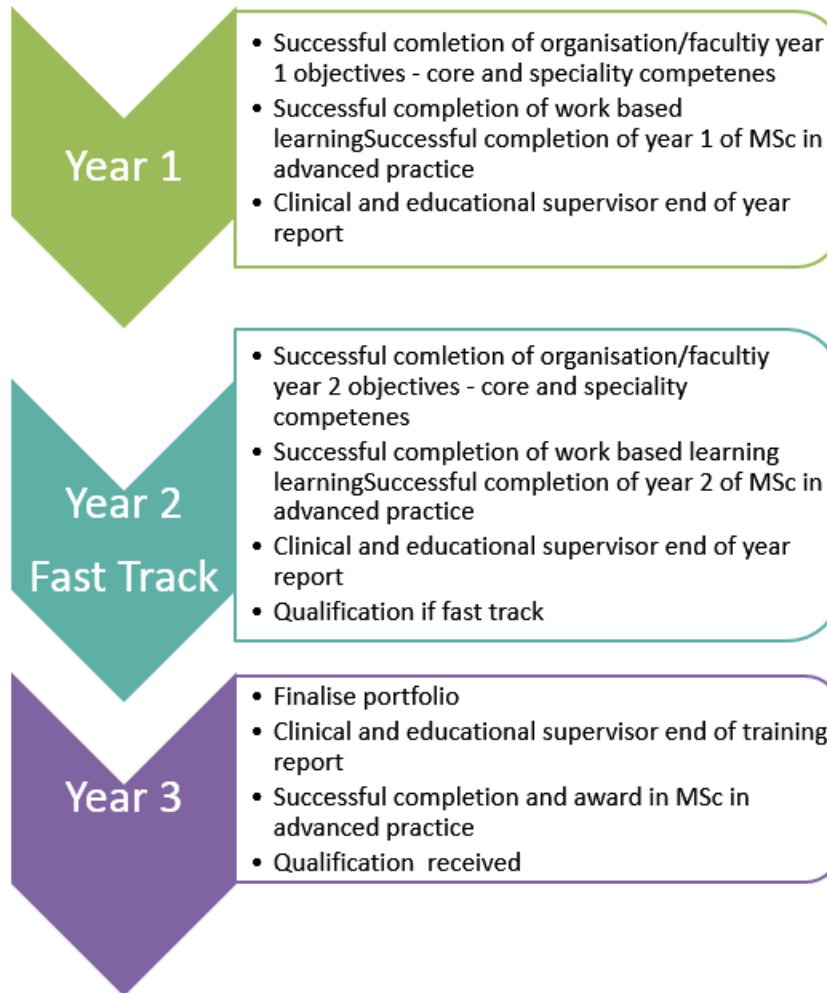 Year 1
• Successful comletion of organisation/facultiy year
1 objectives - core and speciality competenes
• Successful completion of work based
learningSuccessful completion of year 1 of MSc in
advanced practice
• Clinical and educational supervisor end of year
report
Year 2
Fast Track
• Successful comletion of organisation/facultiy
year 2 objectives - core and speciality
competenes
• Successful completion of work based learning
learningSuccessful completion of year 2 of MSc in
advanced practice
• Clinical and educational supervisor end of year
report
• Qualification if fast track
Year 3
• Finalise portfolio
• Clinical and educational supervisor end of training
report
• Successful completion and award in MSc in
advanced practice
• Qualification received